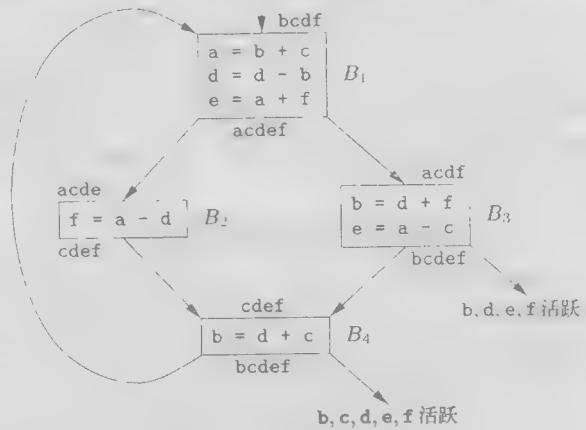 bcdf
a = b + c
d = d - b
e = a + f
B1
acdef
acde
f = a - d
B2
cdef
acdf
b = d + f
e = a - c
B3
bcdef
b, d, e, f 活跃
cdef
b = d + c
B4
bcdef
b, c, d, e, f 活跃